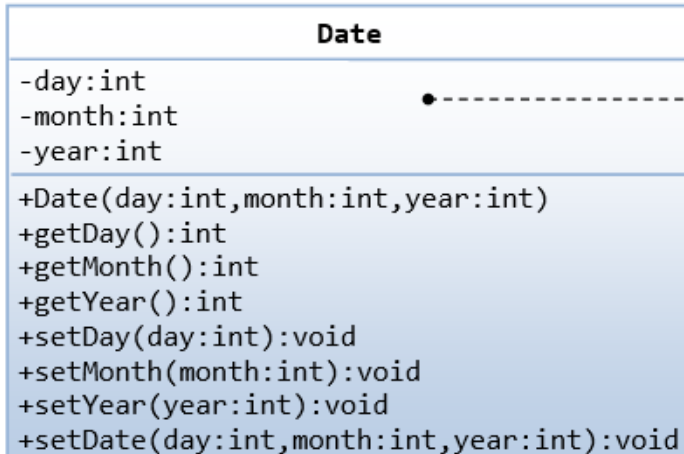 Date
-day:int
-month:int
-year:int
+Date(day:int,month:int,year:int)
+getDay():int
+getMonth():int
+getYear():int
+setDay(day:int):void
+setMonth(month:int):void
+setYear(year:int):void
+setDate(day:int,month:int,year:int):void